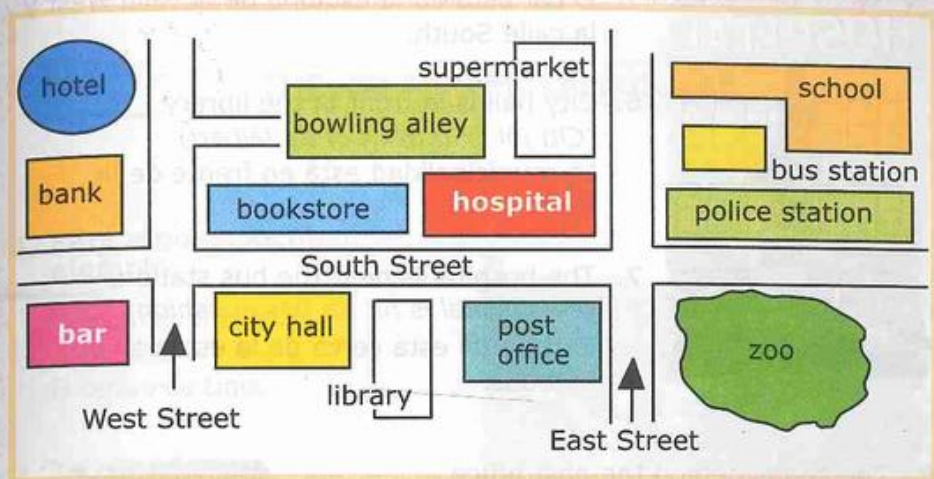 hotel
supermarket
school
bowling alley
bus station
bank
bookstore
hospital
police station
South Street
bar
city hall
post
office
zoo
library
West Street
East Street